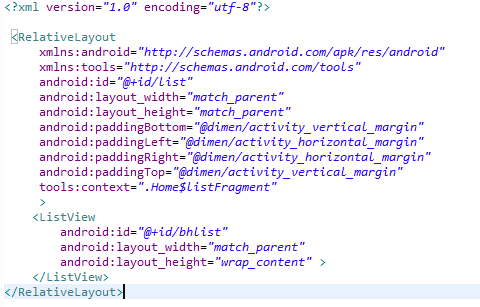 <?xml version="1.0" encoding="utf-8"?>
<RelativeLayout
xmlns:android="http://schemas.android.com/apk/res/android"
xmlns:tools="http://schemas.android.com/tools"
android:id="@+id/list"
android:layout_width="match_parent"
android:layout_height="match_parent"
android:paddingBottom="@dimen/activity_vertical_margin"
android:paddingLeft="@dimen/activity_horizontal_margin"
android:paddingRight="@dimen/activity_horizontal_margin"
android:paddingTop="@dimen/activity_vertical_margin"
tools:context=".Home$listFragment"
>
<ListView
android:id="@+id/bhlist"
android:layout_width="match_parent"
android:layout_height="wrap_content" >
</ListView>
</RelativeLayout>